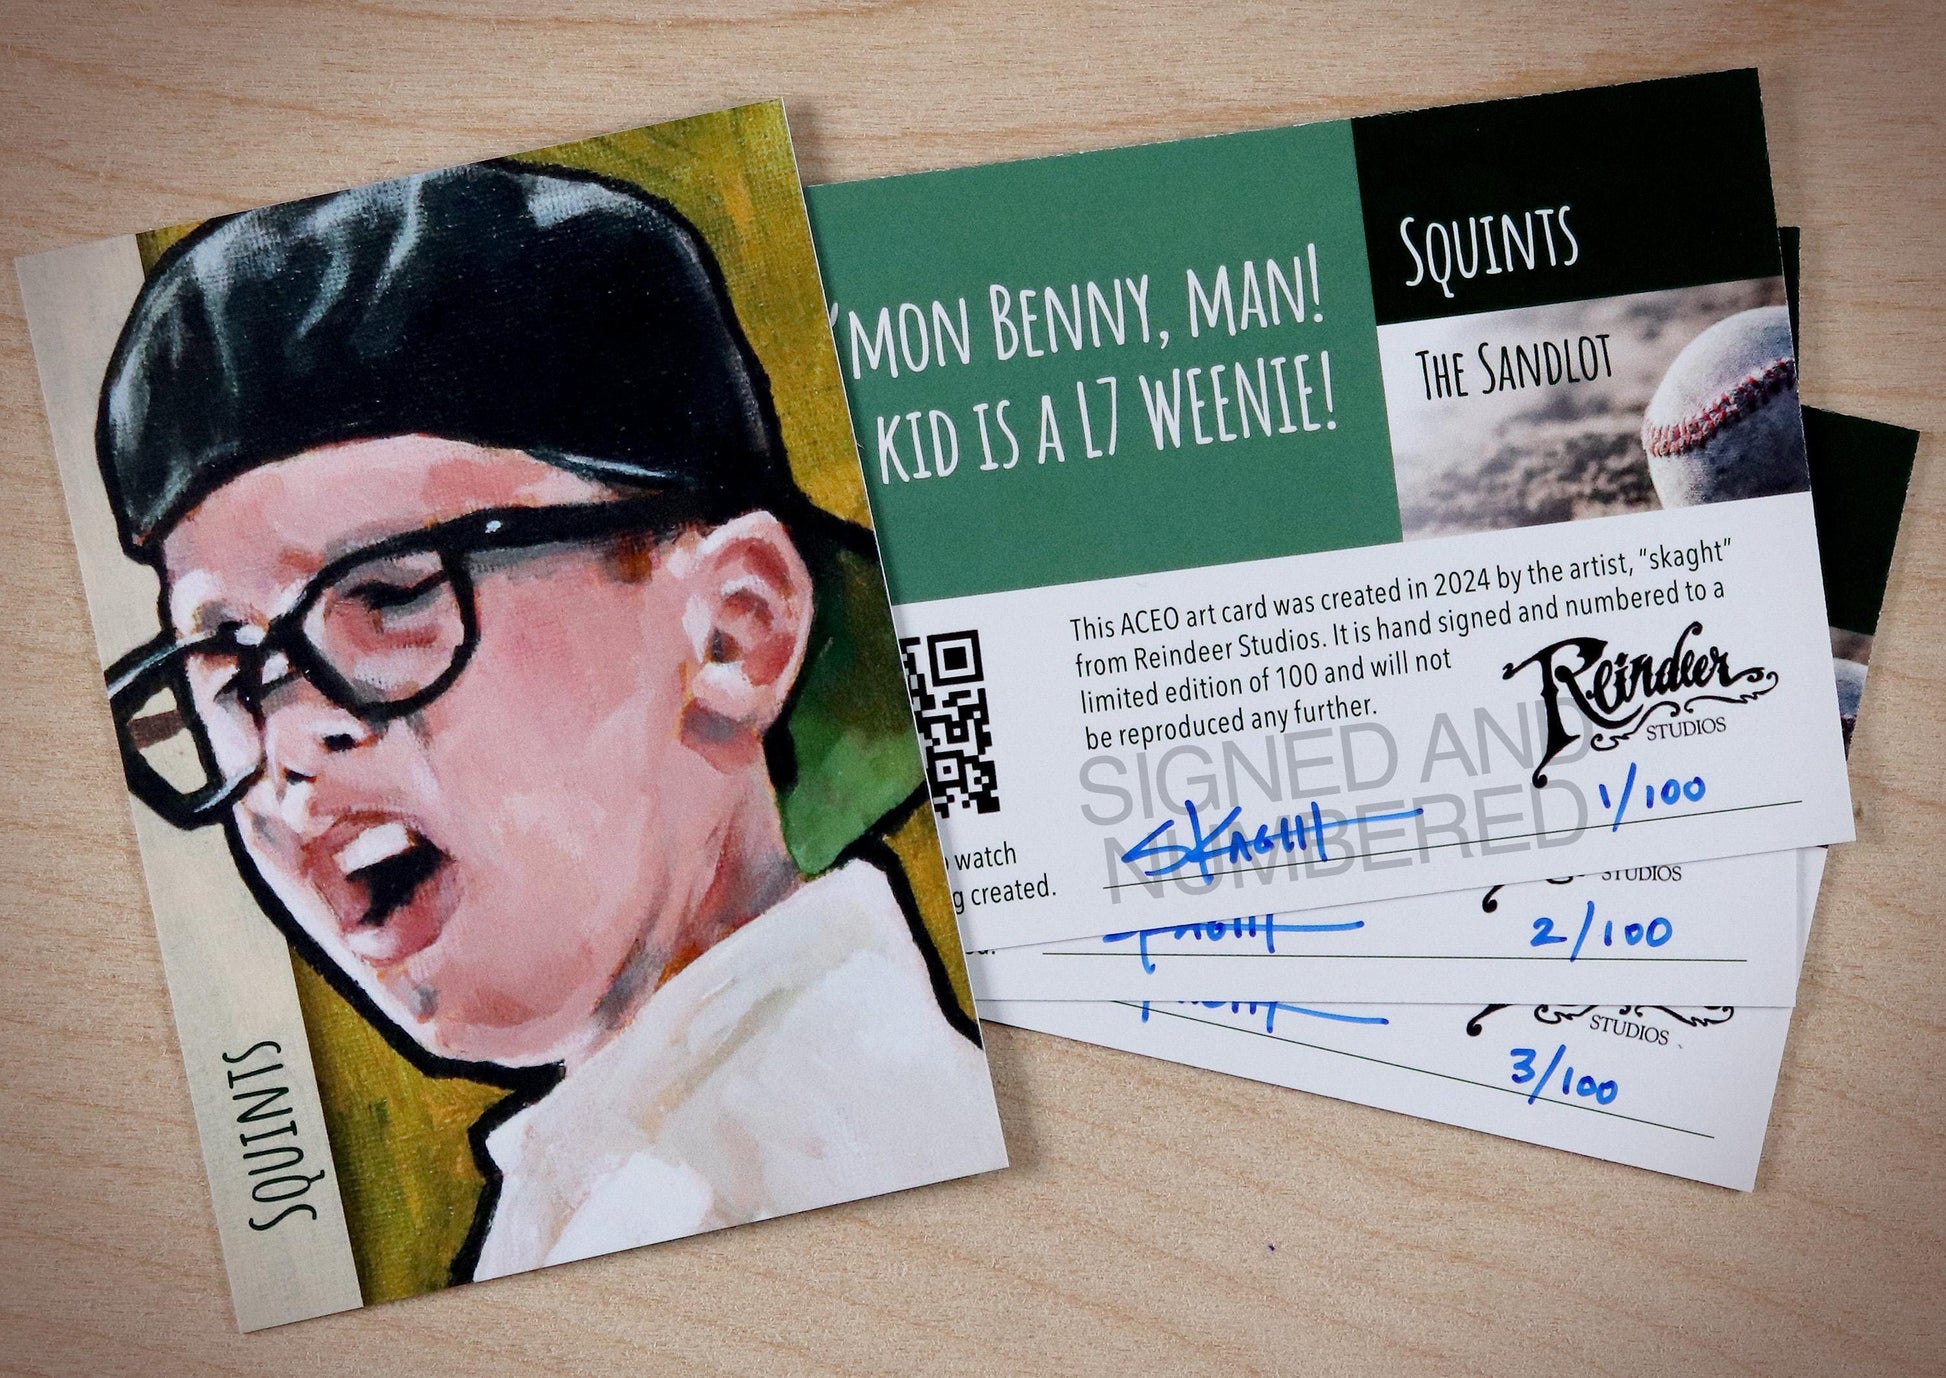 SQUINTS
'MON BENNY, MAN!
KID IS A L7 WEENIE!
SQUINTS
THE SANDLOT
This ACEO art card was created in 2024 by the artist, "skaght"
from Reindeer Studios. It is hand signed and numbered to a
limited edition of 100 and will not
be reproduced any further.
Reindeer
STUDIOS
SIGNED AND
NUMBERED
watch
g created.
SKAGHT
1/100
STUDIOS
2/100
STUDIOS
3/100